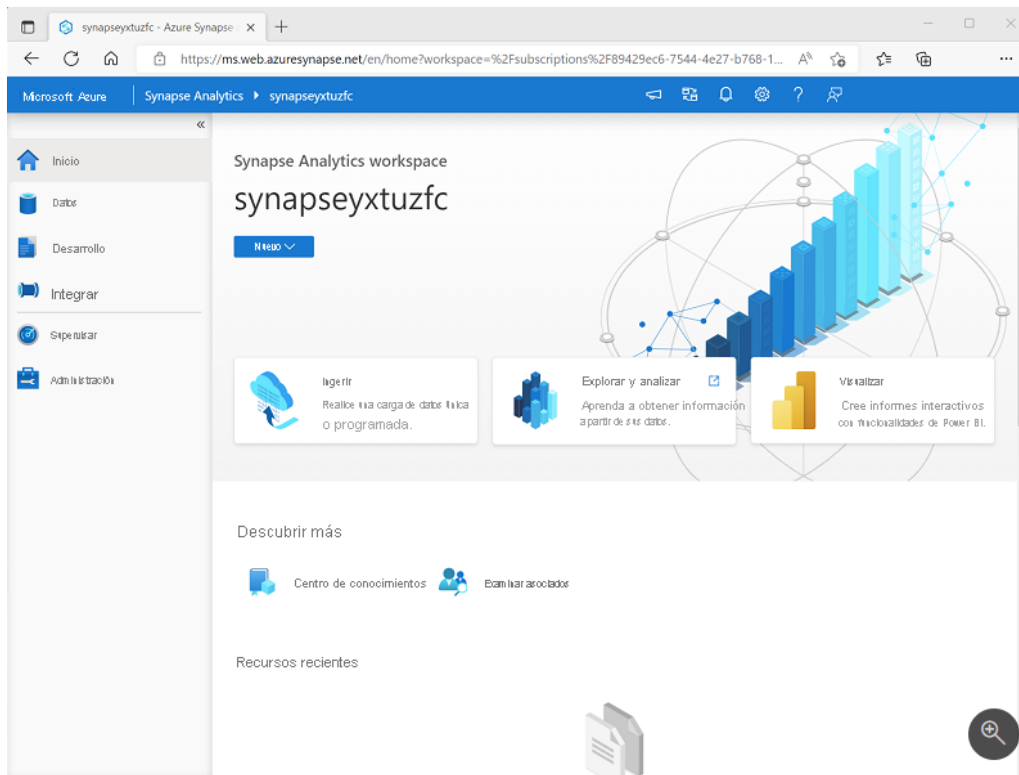 synapseyxtuzfc - Azure Synapse
https://ms.web.azuresynapse.net/en/home?workspace=%2Fsubscriptions%2F89429ec6-7544-4e27-b768-1...
Microsoft Azure
Synapse Analytics
synapseyxtuzfc
Inicio
Datos
Desarrollo
Integrar
Supervisar
Administración
Synapse Analytics workspace
synapseyxtuzfc
Nuevo
Ingerir
Realice una carga de datos única
o programada.
Explorar y analizar
Aprenda a obtener información
a partir de sus datos.
Visualizar
Cree informes interactivos
con funcionalidades de Power BI.
Descubrir más
Centro de conocimientos
Examinar asociados
Recursos recientes